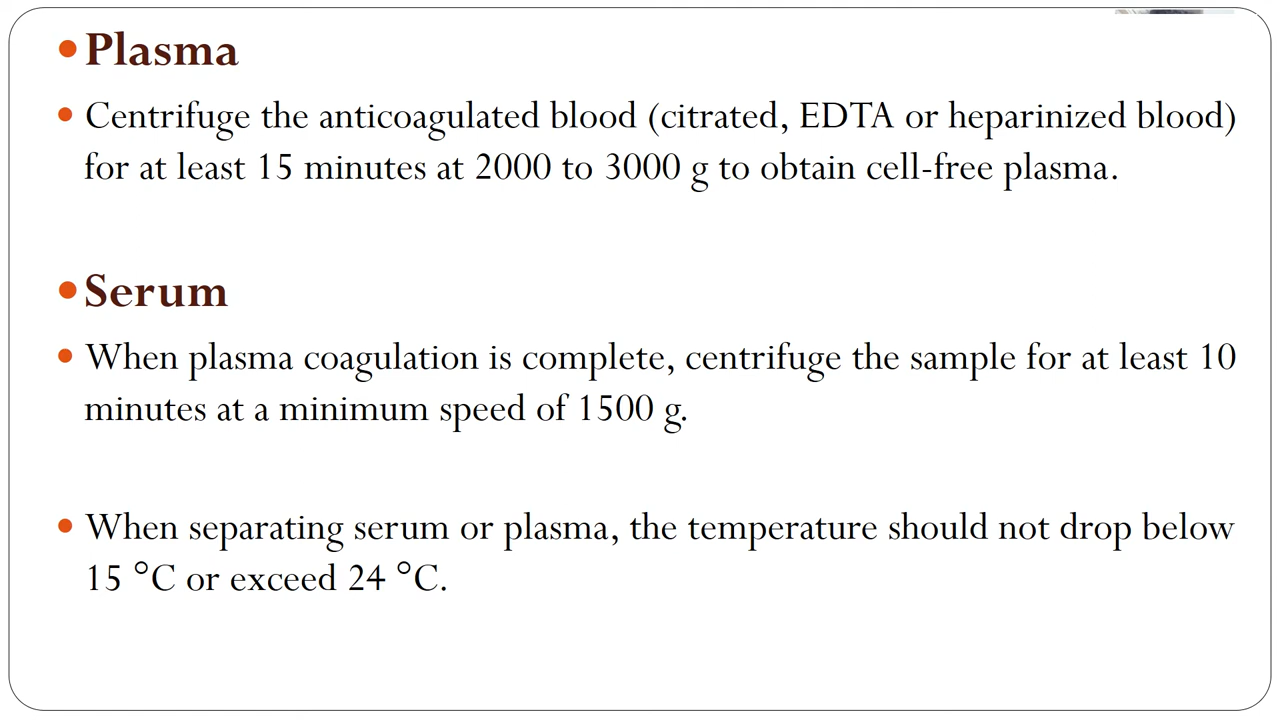 • Plasma
• Centrifuge the anticoagulated blood (citrated, EDTA or heparinized blood)
for at least 15 minutes at 2000 to 3000 g to obtain cell-free plasma.
• Serum
• When plasma coagulation is complete, centrifuge the sample for at least 10
minutes at a minimum speed of 1500 g.
• When separating serum or plasma, the temperature should not drop below
15 °C or exceed 24 °C.